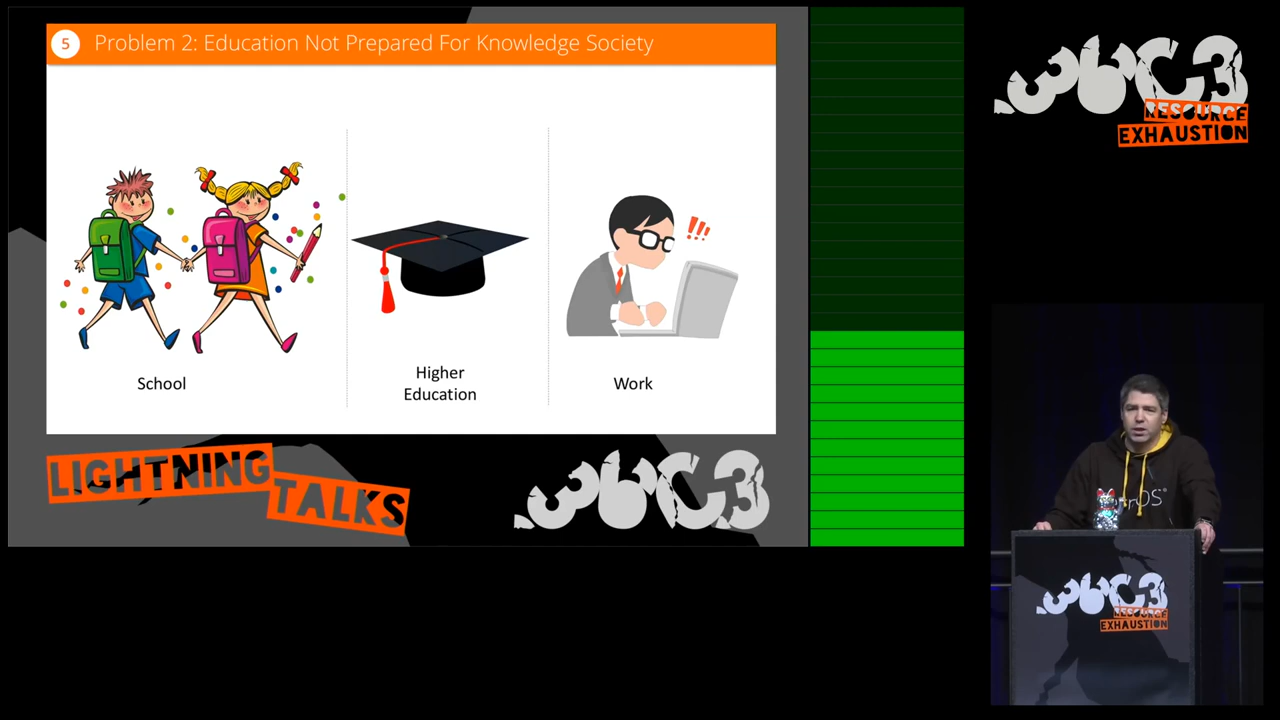 5 Problem 2: Education Not Prepared For Knowledge Society
!!!
School
Higher
Education
Work
LIGHTNING
TALKS
36C3
36C3
RESOURCE
EXHAUSTION
36C3
RESOURCE
EXHAUSTION